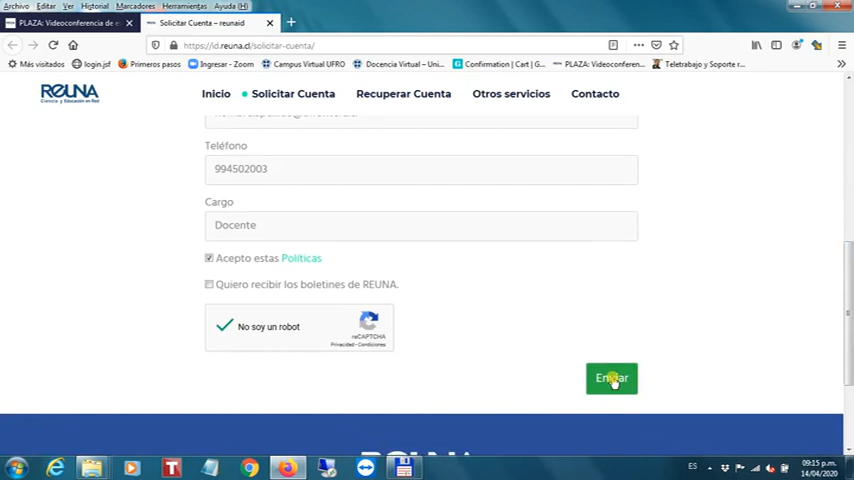 Archivo Editar Ver Historial Marcadores Herramientas Ayuda (H)
PLAZA: Videoconferencia de e
Solicitar Cuenta – reunaid
https://id.reuna.cl/solicitar-cuenta/
Más visitados login.jsf Primeros pasos Ingresar - Zoom Campus Virtual UFRO Docencia Virtual – Uni... Confirmation | Cart | G... PLAZA: Videoconferen... Teletrabajo y Soporte r...
REUNA
Ciencia y Educación en Red
Inicio Solicitar Cuenta Recuperar Cuenta Otros servicios Contacto
Teléfono
994502003
Cargo
Docente
Acepto estas Políticas
Quiero recibir los boletines de REUNA.
No soy un robot
reCAPTCHA
Privacidad - Condiciones
Enviar
REUNA
ES
09:15 p.m.
14/04/2020